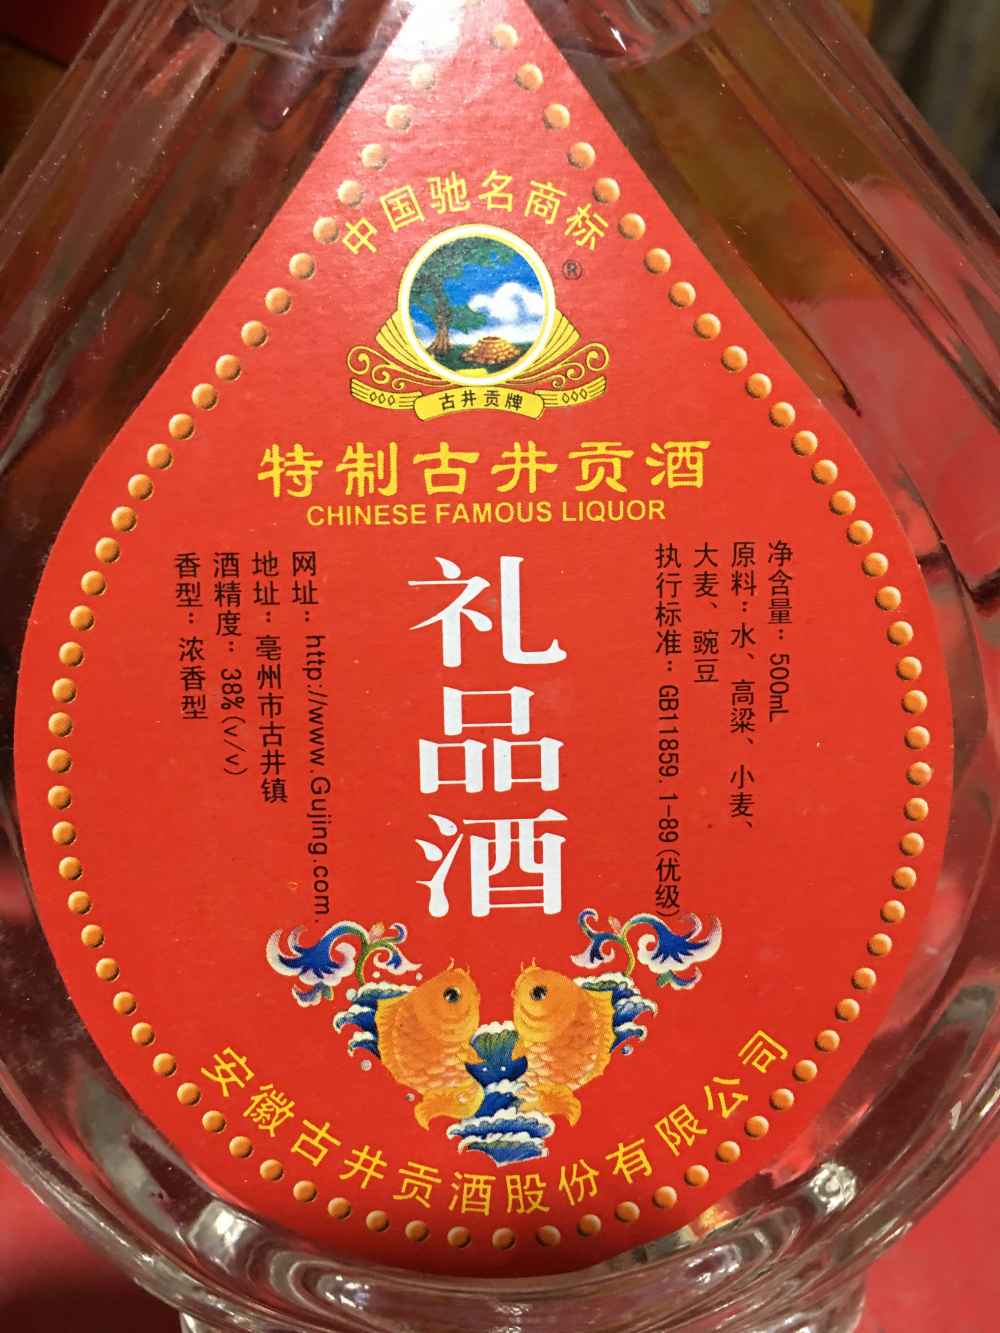 中国驰名商标
®
古井贡牌
特制古井贡酒
CHINESE FAMOUS LIQUOR
礼品酒
净含量：500mL
原料：水、高粱、小麦、
大麦、豌豆
执行标准：GB11859.1-89(优级)
网址：http://www.Gujing.com.
地址：亳州市古井镇
酒精度：38%(v/v)
香型：浓香型
安徽古井贡酒股份有限公司